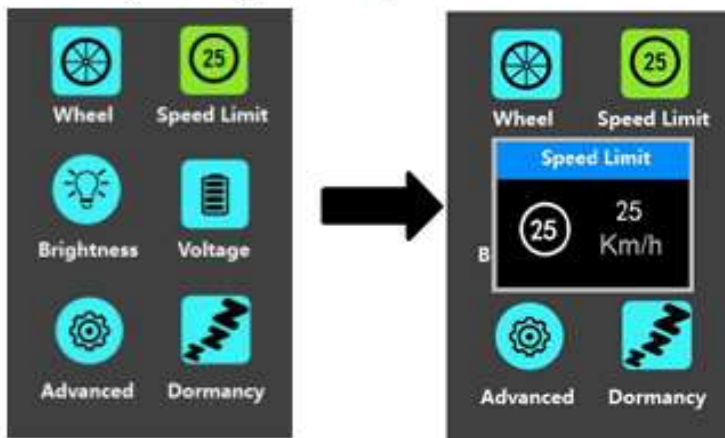 25
Wheel Speed Limit
Brightness Voltage
Advanced Dormancy
25
Wheel Speed Limit
Speed Limit
25 25
Km/h
B
Advanced Dormancy